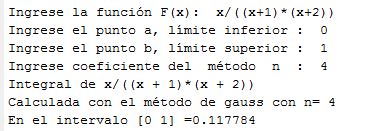 Ingrese la función F(x):  x/((x+1)*(x+2))
Ingrese el punto a, límite inferior :  0
Ingrese el punto b, límite superior :  1
Ingrese coeficiente del  método  n  :  4
Integral de x/((x + 1)*(x + 2))
Calculada con el método de gauss con n= 4
En el intervalo [0 1] =0.117784